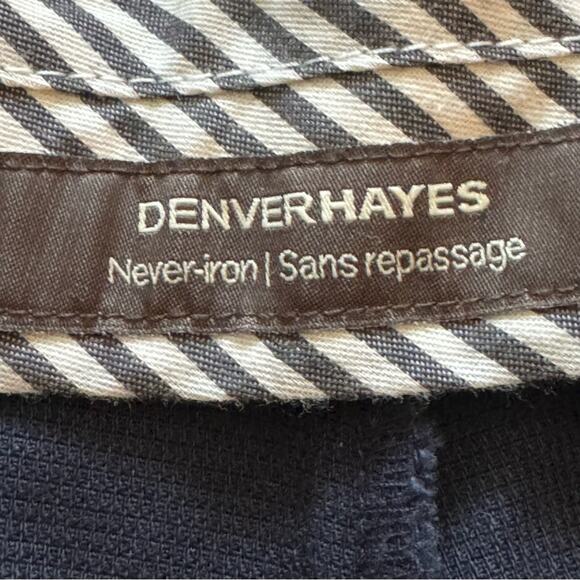 DENVERHAYES
Never-iron | Sans repassage